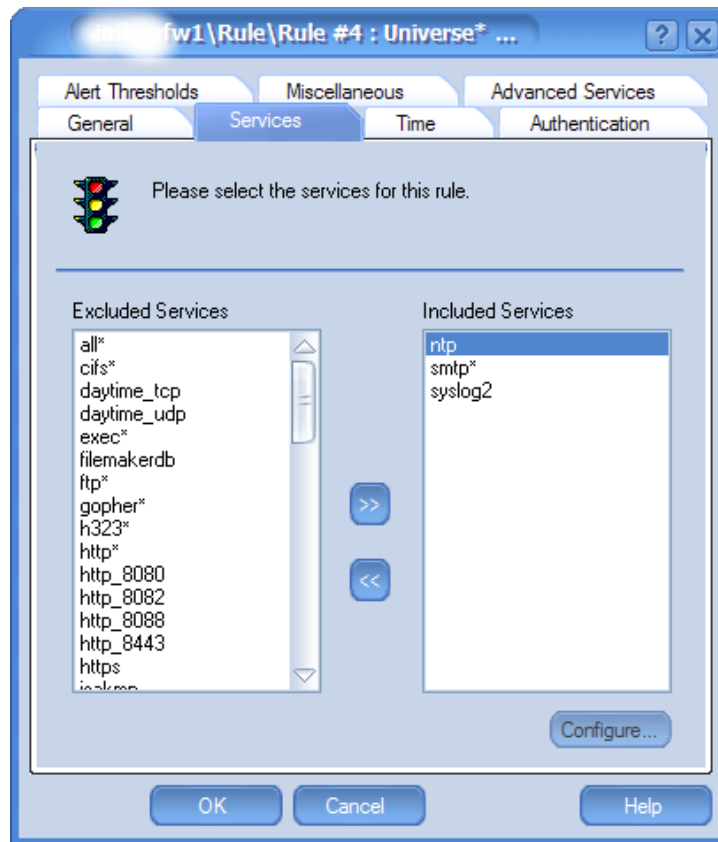 fw1\Rule\Rule #4 : Universe* ...
?
X
Alert Thresholds
Miscellaneous
Advanced Services
General
Services
Time
Authentication
Please select the services for this rule.
Excluded Services
all*
cifs*
daytime_tcp
daytime_udp
exec*
filemakerdb
ftp*
gopher*
h323*
http*
http_8080
http_8082
http_8088
http_8443
https
>>
<<
Included Services
ntp
smtp*
syslog2
Configure...
OK
Cancel
Help